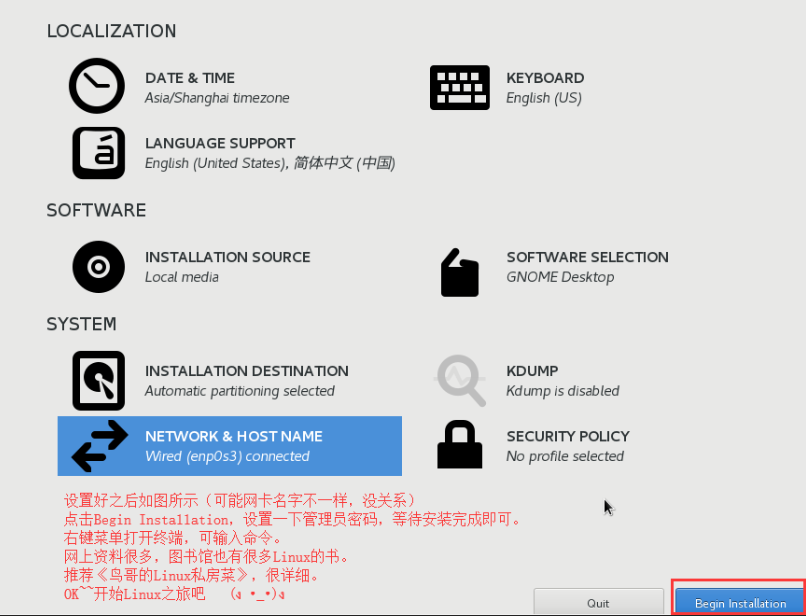 LOCALIZATION
DATE & TIME
Asia/Shanghai timezone
KEYBOARD
English (US)
LANGUAGE SUPPORT
English (United States), 简体中文 (中国)
SOFTWARE
INSTALLATION SOURCE
Local media
SOFTWARE SELECTION
GNOME Desktop
SYSTEM
INSTALLATION DESTINATION
Automatic partitioning selected
KDUMP
Kdump is disabled
NETWORK & HOST NAME
Wired (enp0s3) connected
SECURITY POLICY
No profile selected
设置好之后如图所示（可能网卡名字不一样，没关系）
点击Begin Installation，设置一下管理员密码，等待安装完成即可。
右键菜单打开终端，可输入命令。
网上资料很多，图书馆也有很多Linux的书。
推荐《鸟哥的Linux私房菜》，很详细。
OK~~开始Linux之旅吧 (ง •_•)ง
Quit
Begin Installation